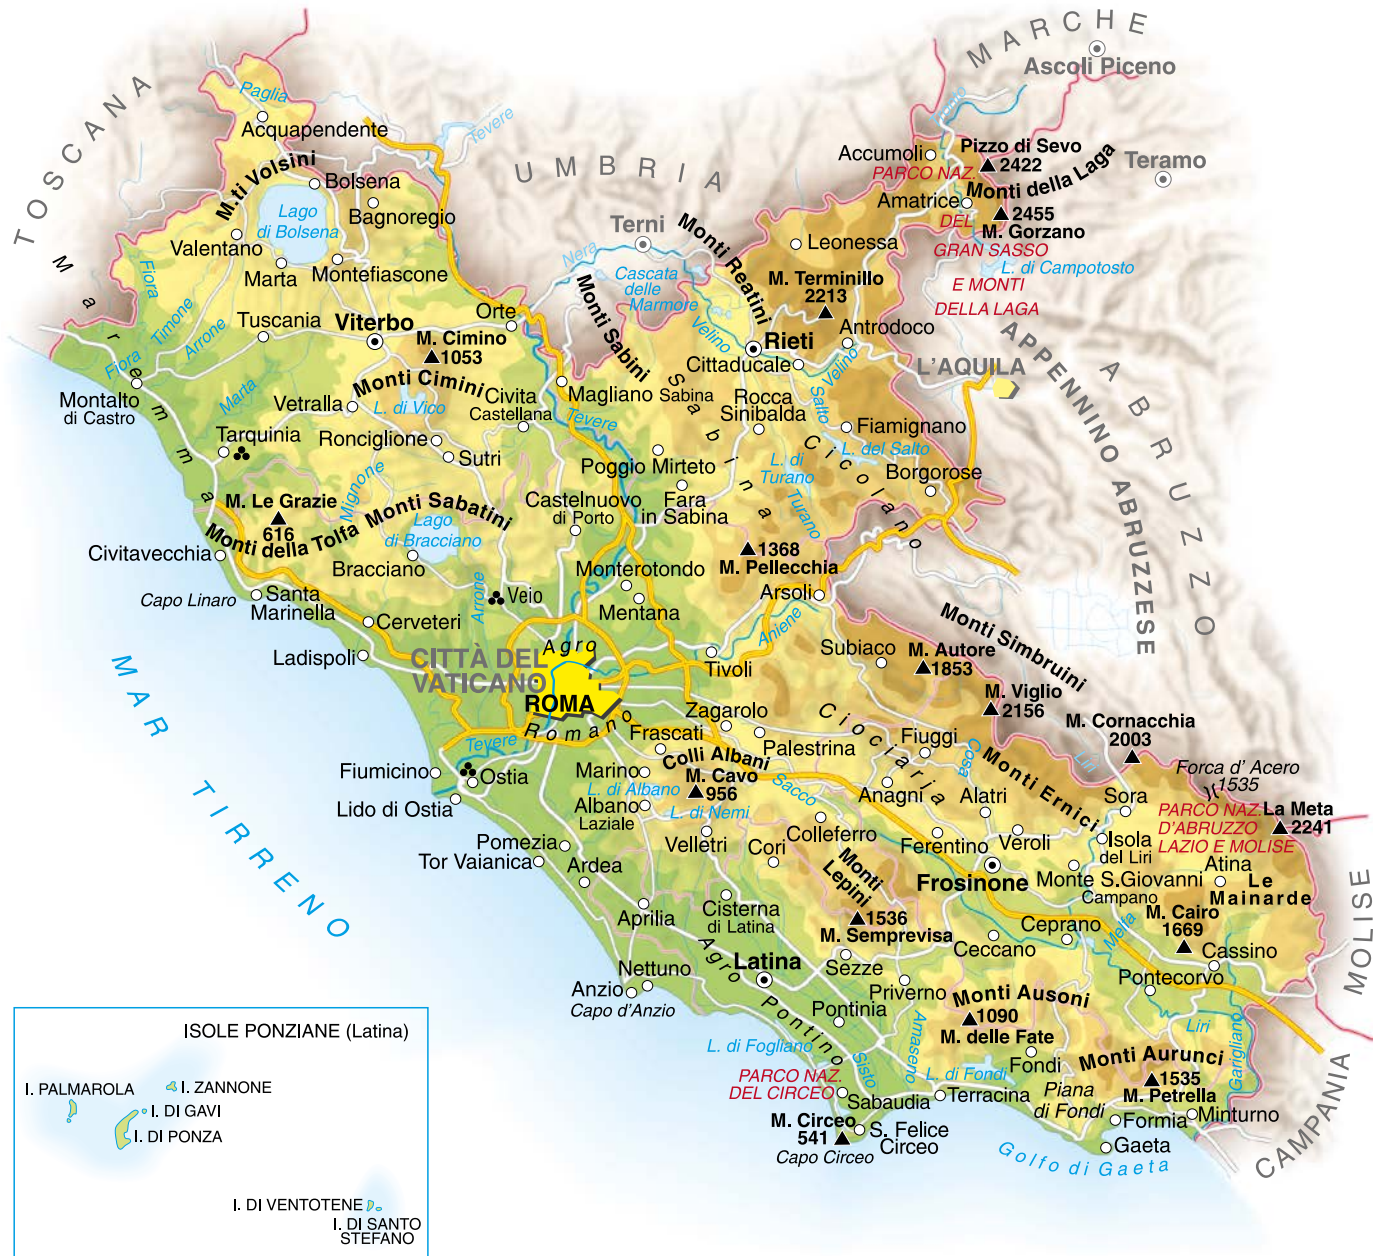 MARCHE
Ascoli Piceno
TOSCANA
Paglia
Acquapendente
Tevere
UMBRIA
Tronto
Accumoli
Pizzo di Sevo
2422
PARCO NAZ.
Teramo
M.ti Volsini
Bolsena
Monti della Laga
Amatrice
Lago
di Bolsena
Bagnoregio
Terni
Monti Reatini
DEL
2455
M. Gorzano
Valentano
Leonessa
GRAN SASSO
Marta
Montefiascone
Nera
Cascata
delle
Marmore
M. Terminillo
2213
L. di Campotosto
E MONTI
DELLA LAGA
Maremma
Fiora
Timone
Arrone
Tuscania
Viterbo
Orte
Monti Sabini
Velino
Rieti
Antrodoco
APPENNINO ABRUZZESE
ABRUZZO
M. Cimino
1053
Cittaducale
Velino
L'AQUILA
Fiora
Montalto
di Castro
Marta
Monti Cimini
Vetralla
L. di Vico
Civita
Castellana
Magliano
Sabina
Sabina
Rocca
Sinibalda
Salto
Tevere
Fiamignano
Tarquinia
Ronciglione
Sutri
Poggio Mirteto
L. di
Turano
L. del Salto
Cicolano
Borgorose
Mignone
M. Le Grazie
616
Monti Sabatini
Castelnuovo
di Porto
Fara
in Sabina
Turano
Monti della Tolfa
Lago
di Bracciano
Civitavecchia
Bracciano
1368
M. Pellecchia
Monterotondo
Arsoli
Capo Linaro
Santa
Marinella
Arrone
Veio
Mentana
Cerveteri
Aniene
Monti Simbruini
Ladispoli
Agro
CITTÀ DEL
VATICANO
ROMA
Tivoli
Subiaco
M. Autore
1853
MAR TIRRENO
M. Viglio
2156
Romano
Zagarolo
M. Cornacchia
2003
Tevere
Frascati
Palestrina
Ciociaria
Fiuggi
Cosa
Liri
Fiumicino
Ostia
Marino
Colli Albani
M. Cavo
956
Sacco
Monti Ernici
Forca d' Acero
1535
L. di Albano
Anagni
Alatri
Sora
Lido di Ostia
Albano
Laziale
L. di Nemi
Colleferro
PARCO NAZ.
D'ABRUZZO
LAZIO E MOLISE
La Meta
2241
Pomezia
Velletri
Cori
Ferentino
Veroli
Isola
del Liri
Tor Vaianica
Ardea
Monti
Lepini
Frosinone
Monte S.Giovanni
Campano
Atina
Le
Mainarde
MOLISE
Aprilia
Cisterna
di Latina
1536
M. Semprevisa
Ceccano
Ceprano
Melfa
M. Cairo
1669
Cassino
Agro Pontino
Latina
Sezze
Nettuno
Anzio
Capo d'Anzio
Priverno
Pontecorvo
Pontinia
Monti Ausoni
1090
M. delle Fate
Liri
Garigliano
ISOLE PONZIANE (Latina)
L. di Fogliano
Sisto
Amaseno
Fondi
Monti Aurunci
1535
M. Petrella
I. PALMAROLA
I. ZANNONE
PARCO NAZ.
DEL CIRCEO
L. di Fondi
Piana
di Fondi
CAMPANIA
Sabaudia
Terracina
Minturno
I. DI GAVI
M. Circeo
541
S. Felice
Circeo
Formia
I. DI PONZA
Capo Circeo
Gaeta
Golfo di Gaeta
I. DI VENTOTENE
I. DI SANTO
STEFANO